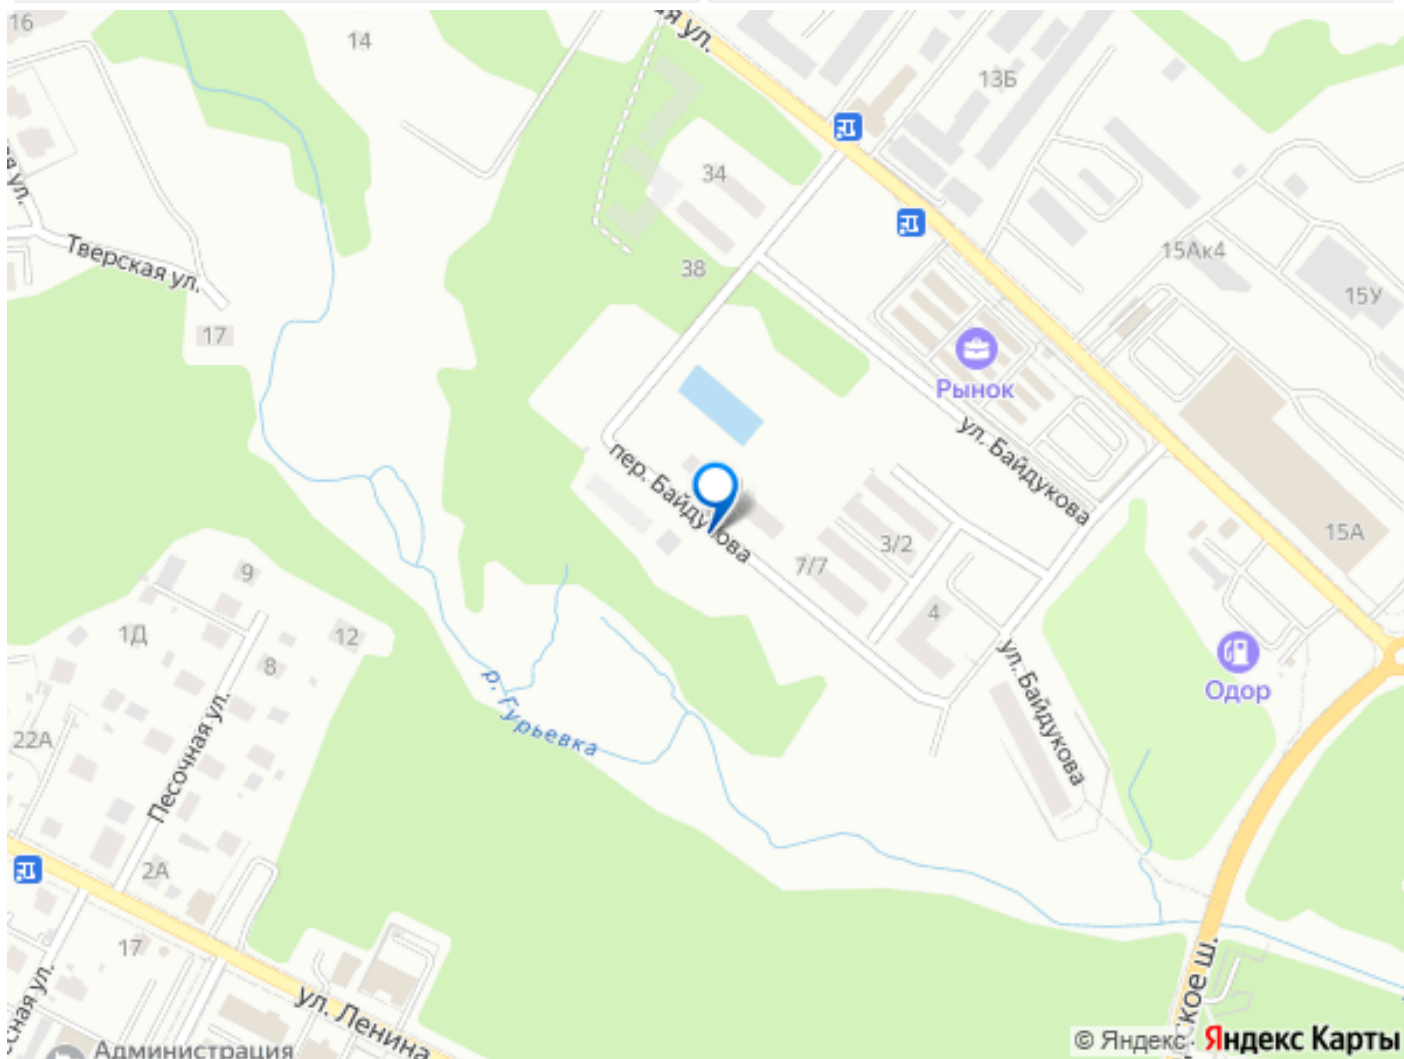 16
14
ая ул.
13Б
34
15Ак4
15У
Тверская ул.
38
17
Рынок
ул. Байдукова
пер. Байдукова
15А
3/2
7/7
9
1Д
12
8
4
ул. Байдукова
Одор
р. Гурьевка
22А
Песочная ул.
2А
17
ул. Ленина
ское ш.
Администрация
© Яндекс
Яндекс Карты